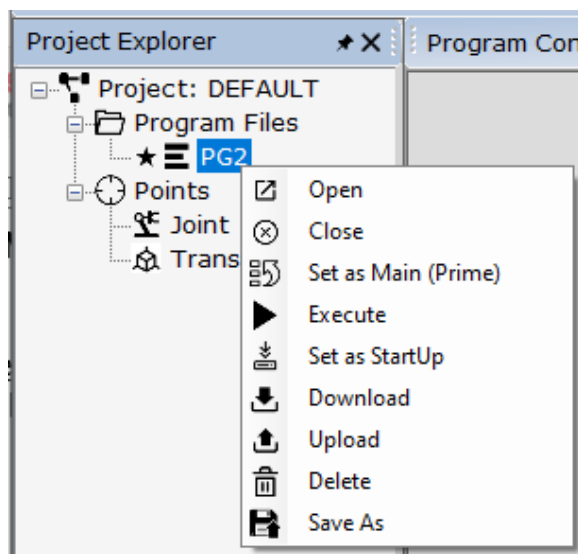 Project Explorer
Program Con
Project: DEFAULT
Program Files
PG2
Points
Joint
Trans
Open
Close
Set as Main (Prime)
Execute
Set as StartUp
Download
Upload
Delete
Save As